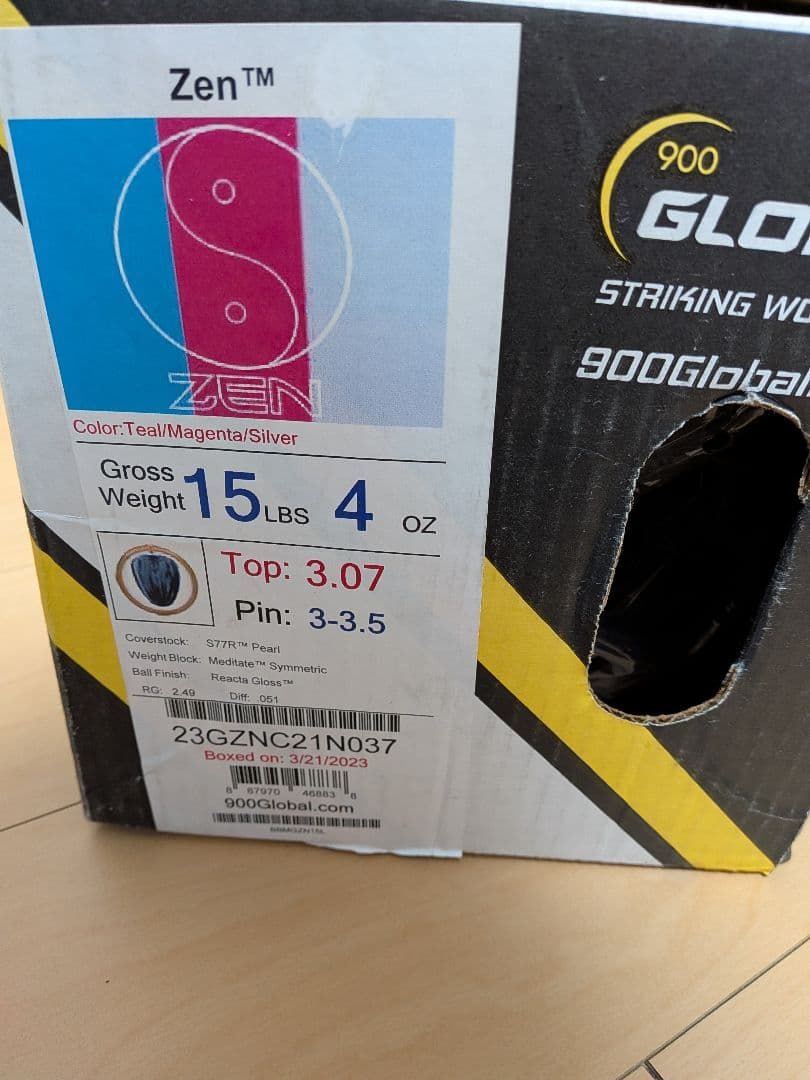 Zen™
ZEN
Color:Teal/Magenta/Silver
Gross
Weight 15 LBS 4 OZ
Top: 3.07
Pin: 3-3.5
Coverstock: S77R™ Pearl
Weight Block: Meditate™ Symmetric
Ball Finish: Reacta Gloss™
RG: 2.49 Diff: .051
23GZNC21N037
Boxed on: 3/21/2023
8 67970 46883 6
900Global.com
BBMGZN15L
900
GLO
STRIKING WO
900Global